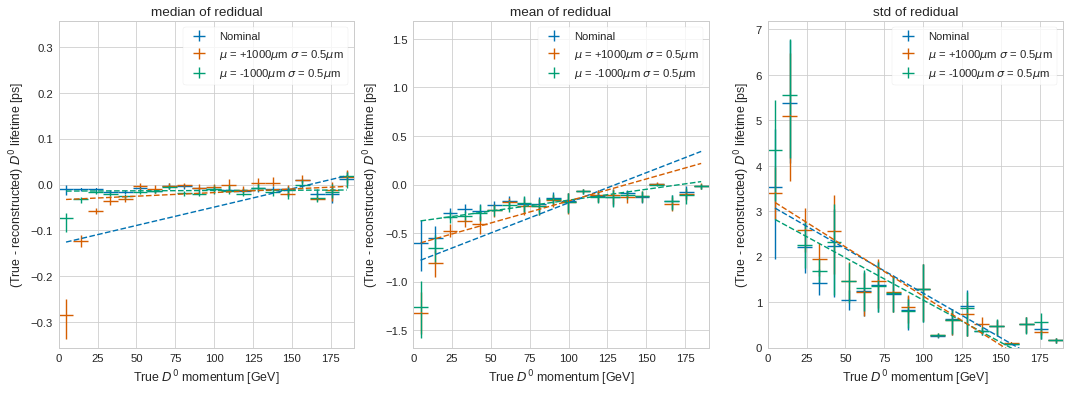 median of redidual
(True - reconstructed) D⁰ lifetime [ps]
0.3
0.2
0.1
0.0
−0.1
−0.2
−0.3
Nominal
μ = +1000μm σ = 0.5μm
μ = -1000μm σ = 0.5μm
0 25 50 75 100 125 150 175
True D⁰ momentum [GeV]
mean of redidual
(True - reconstructed) D⁰ lifetime [ps]
1.5
1.0
0.5
0.0
−0.5
−1.0
−1.5
Nominal
μ = +1000μm σ = 0.5μm
μ = -1000μm σ = 0.5μm
0 25 50 75 100 125 150 175
True D⁰ momentum [GeV]
std of redidual
(True - reconstructed) D⁰ lifetime [ps]
7
6
5
4
3
2
1
0
Nominal
μ = +1000μm σ = 0.5μm
μ = -1000μm σ = 0.5μm
0 25 50 75 100 125 150 175
True D⁰ momentum [GeV]